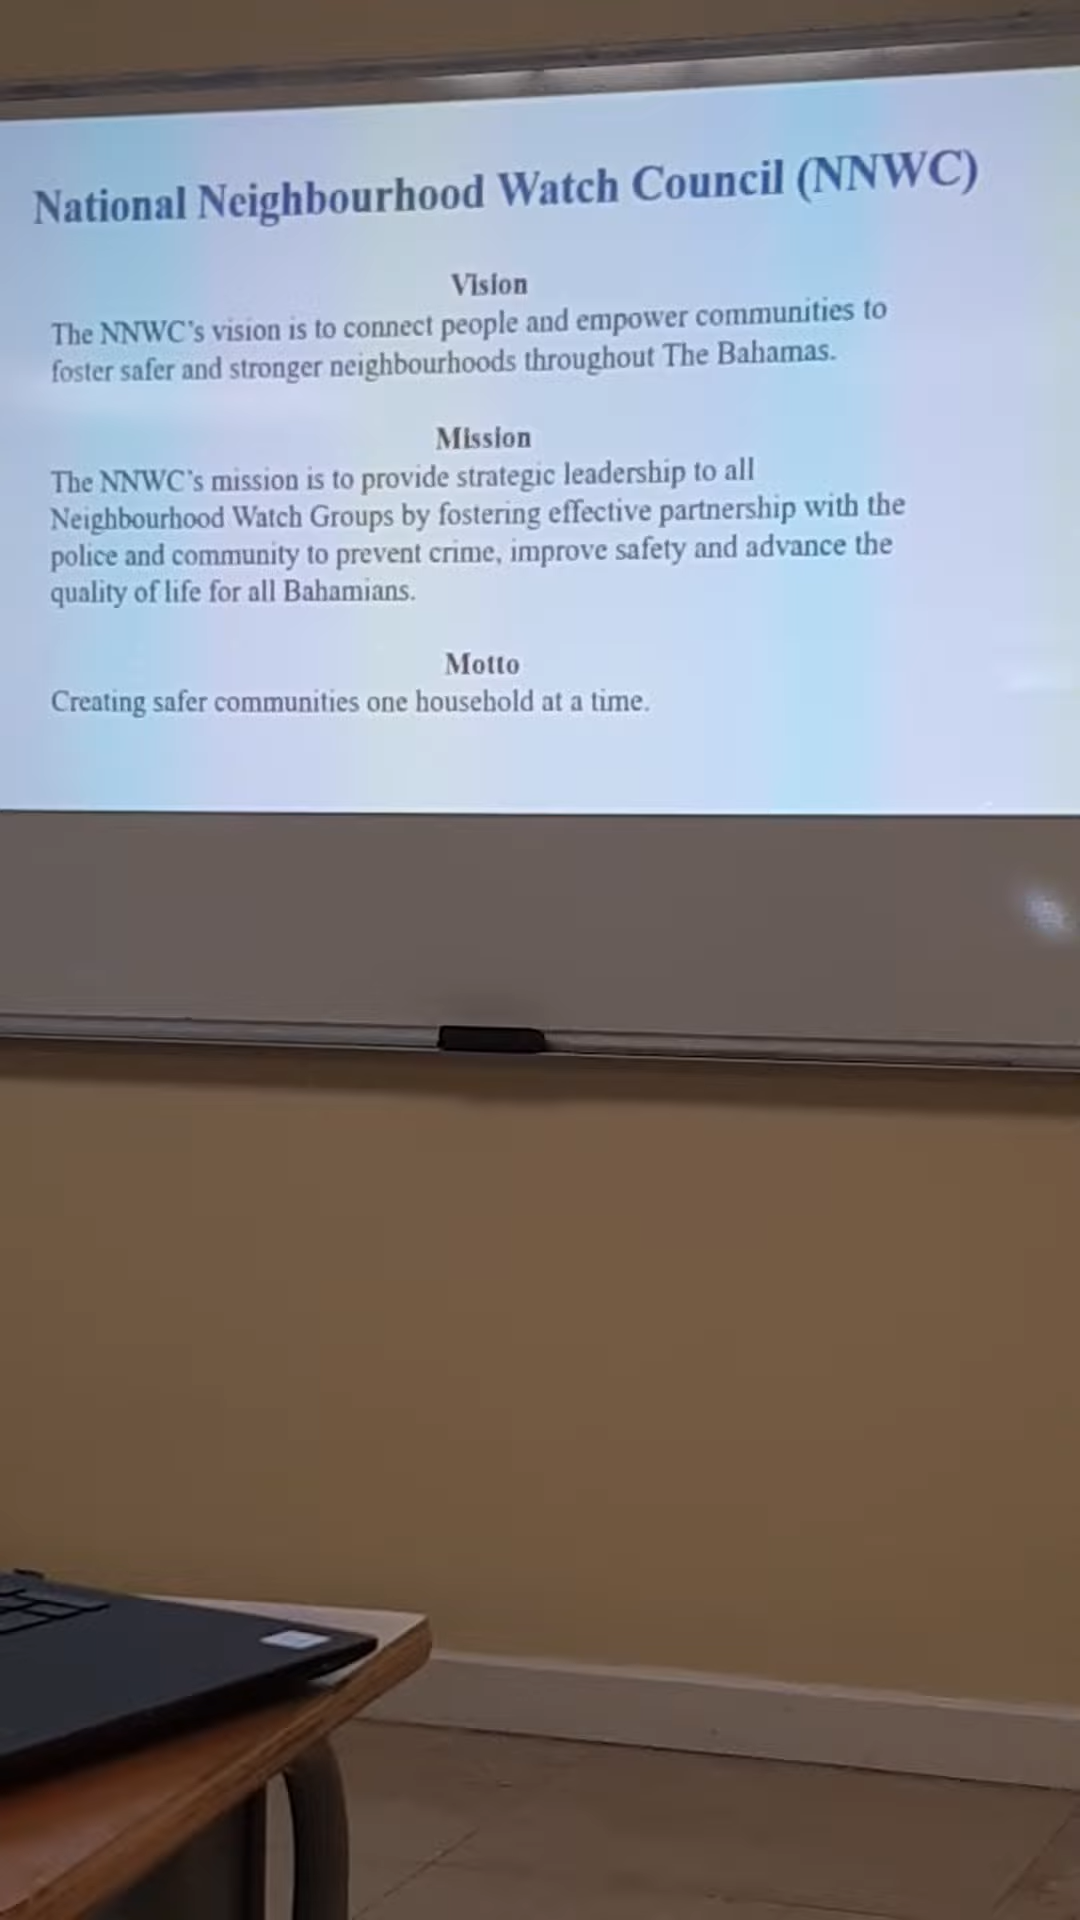 National Neighbourhood Watch Council (NNWC)
Vision
The NNWC's vision is to connect people and empower communities to
foster safer and stronger neighbourhoods throughout The Bahamas.
Mission
The NNWC's mission is to provide strategic leadership to all
Neighbourhood Watch Groups by fostering effective partnership with the
police and community to prevent crime, improve safety and advance the
quality of life for all Bahamians.
Motto
Creating safer communities one household at a time.